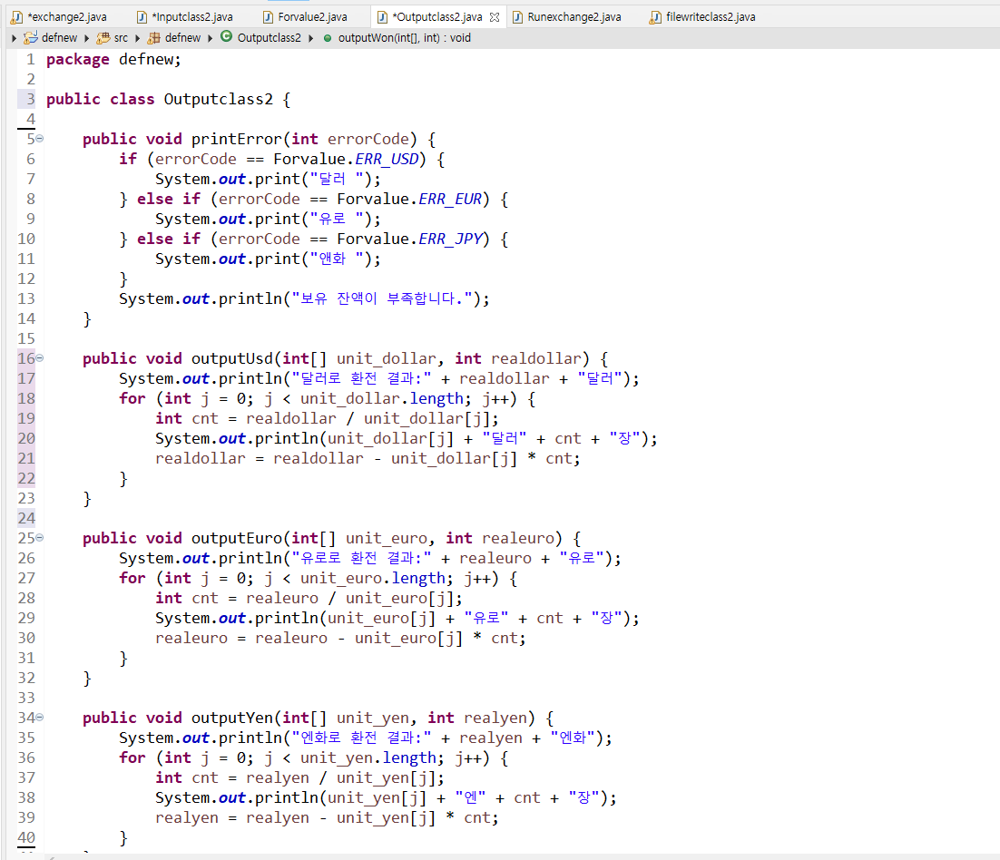 *exchange2.java *Inputclass2.java Forvalue2.java *Outputclass2.java Runexchange2.java filewriteclass2.java
defnew src defnew Outputclass2 outputWon(int[], int) : void
1 package defnew;
2
3 public class Outputclass2 {
4
5 public void printError(int errorCode) {
6 if (errorCode == Forvalue.ERR_USD) {
7 System.out.print("달러 ");
8 } else if (errorCode == Forvalue.ERR_EUR) {
9 System.out.print("유로 ");
10 } else if (errorCode == Forvalue.ERR_JPY) {
11 System.out.print("앤화 ");
12 }
13 System.out.println("보유 잔액이 부족합니다.");
14 }
15
16 public void outputUsd(int[] unit_dollar, int realdollar) {
17 System.out.println("달러로 환전 결과:" + realdollar + "달러");
18 for (int j = 0; j < unit_dollar.length; j++) {
19 int cnt = realdollar / unit_dollar[j];
20 System.out.println(unit_dollar[j] + "달러" + cnt + "장");
21 realdollar = realdollar - unit_dollar[j] * cnt;
22 }
23 }
24
25 public void outputEuro(int[] unit_euro, int realeuro) {
26 System.out.println("유로로 환전 결과:" + realeuro + "유로");
27 for (int j = 0; j < unit_euro.length; j++) {
28 int cnt = realeuro / unit_euro[j];
29 System.out.println(unit_euro[j] + "유로" + cnt + "장");
30 realeuro = realeuro - unit_euro[j] * cnt;
31 }
32 }
33
34 public void outputYen(int[] unit_yen, int realyen) {
35 System.out.println("엔화로 환전 결과:" + realyen + "엔화");
36 for (int j = 0; j < unit_yen.length; j++) {
37 int cnt = realyen / unit_yen[j];
38 System.out.println(unit_yen[j] + "엔" + cnt + "장");
39 realyen = realyen - unit_yen[j] * cnt;
40 }